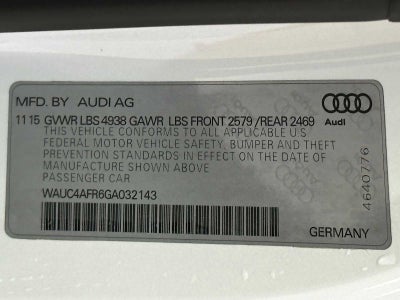 MFD. BY AUDI AG
11 15 GVWR LBS 4938 GAWR LBS FRONT 2579 /REAR 2469
THIS VEHICLE CONFORMS TO ALL APPLICABLE U.S
FEDERAL MOTOR VEHICLE SAFETY, BUMPER AND THEFT
PREVENTION STANDARDS IN EFFECT ON THE DATE
OF MANUFACTURE SHOWN ABOVE
PASSENGER CAR
WAUC4AFR6GA032143
Audi
4640776
GERMANY